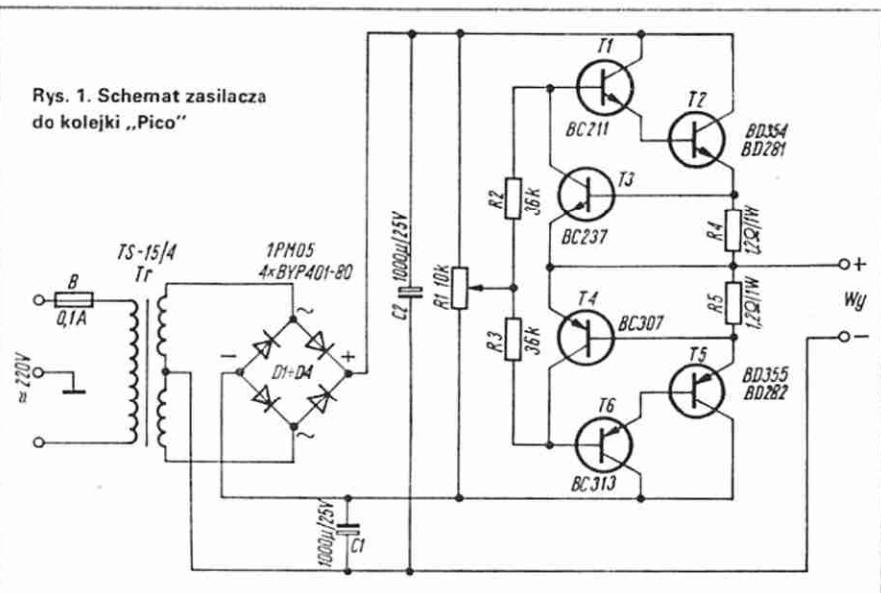 Rys. 1. Schemat zasilacza
do kolejki „Pico”
B
0,1A
≈ 220V
TS-15/4
Tr
1PM05
4×BYP401-80
~
−
+
D1÷D4
~
1000μ/25V
C1
1000μ/25V
C2
R1 10k
R2
36k
R3
36k
T1
BC211
T2
BD354
BD281
T3
BC237
R4
1,2Ω/1W
R5
1,2Ω/1W
T4
BC307
T5
BD355
BD282
T6
BC313
+
Wy
−